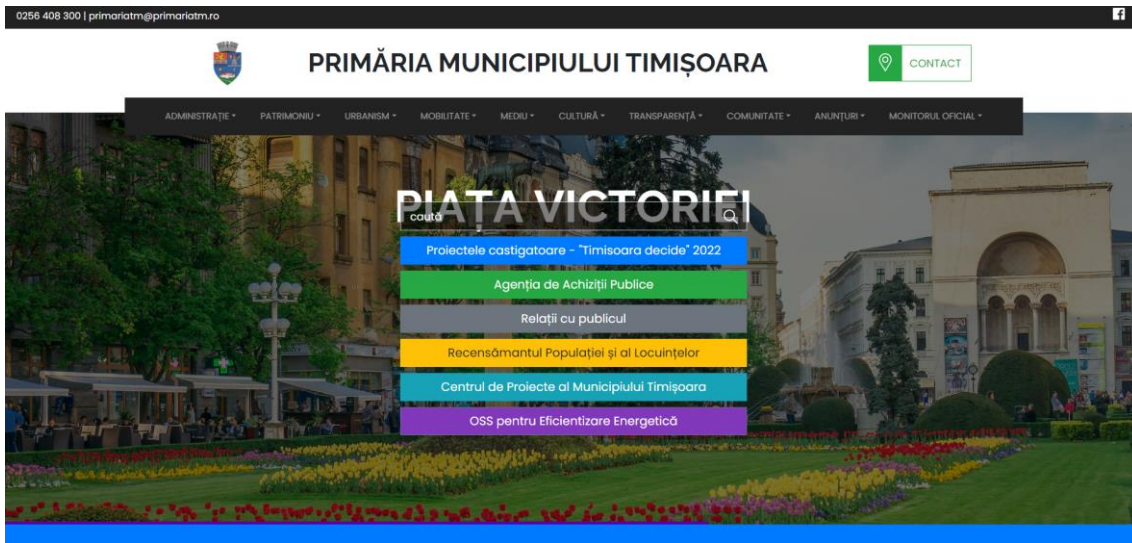 0256 408 300 | primariatm@primariatm.ro
PRIMĂRIA MUNICIPIULUI TIMIȘOARA
CONTACT
ADMINISTRAȚIE PATRIMONIU URBANISM MOBILITATE MEDIU CULTURĂ TRANSPARENȚĂ COMUNITATE ANUNȚURI MONITORUL OFICIAL
PIAȚA VICTORIEI
caută
Proiectele castigatoare - "Timisoara decide" 2022
Agenția de Achiziții Publice
Relații cu publicul
Recensământul Populației și al Locuințelor
Centrul de Proiecte al Municipiului Timișoara
OSS pentru Eficientizare Energetică